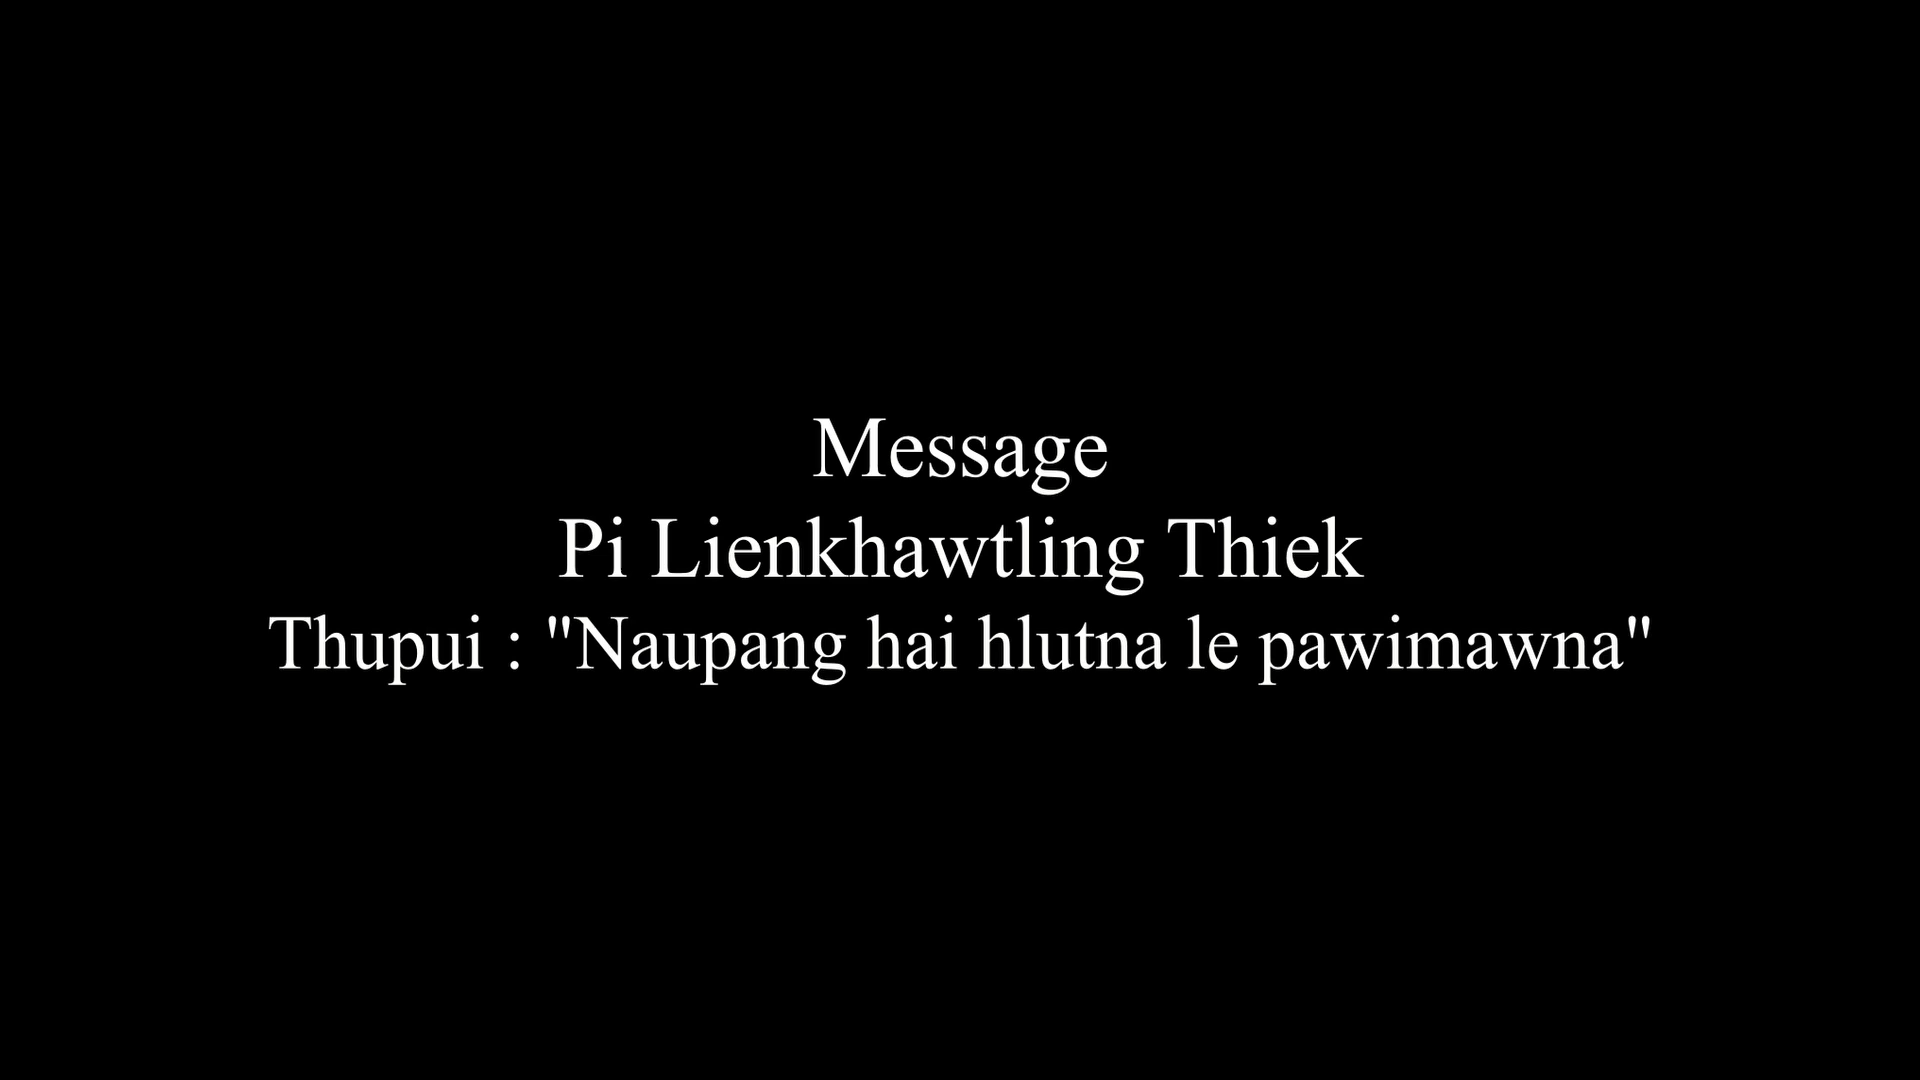 Message
Pi Lienkhawtling Thiek
Thupui : "Naupang hai hlutna le pawimawna"